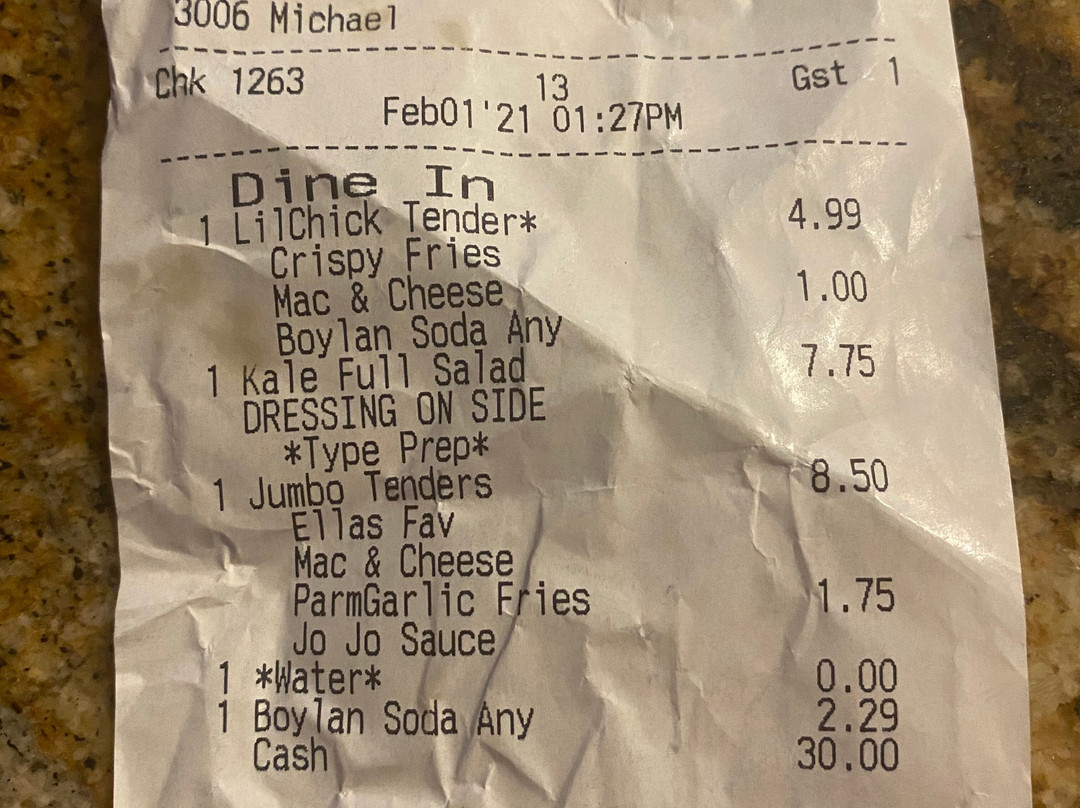 3006 Michael
Chk 1263 13 Gst 1
Feb01'21 01:27PM
Dine In
1 LilChick Tender* 4.99
Crispy Fries
Mac & Cheese 1.00
Boylan Soda Any
1 Kale Full Salad 7.75
DRESSING ON SIDE
*Type Prep*
1 Jumbo Tenders 8.50
Ellas Fav
Mac & Cheese
ParmGarlic Fries 1.75
Jo Jo Sauce
1 *Water* 0.00
1 Boylan Soda Any 2.29
Cash 30.00